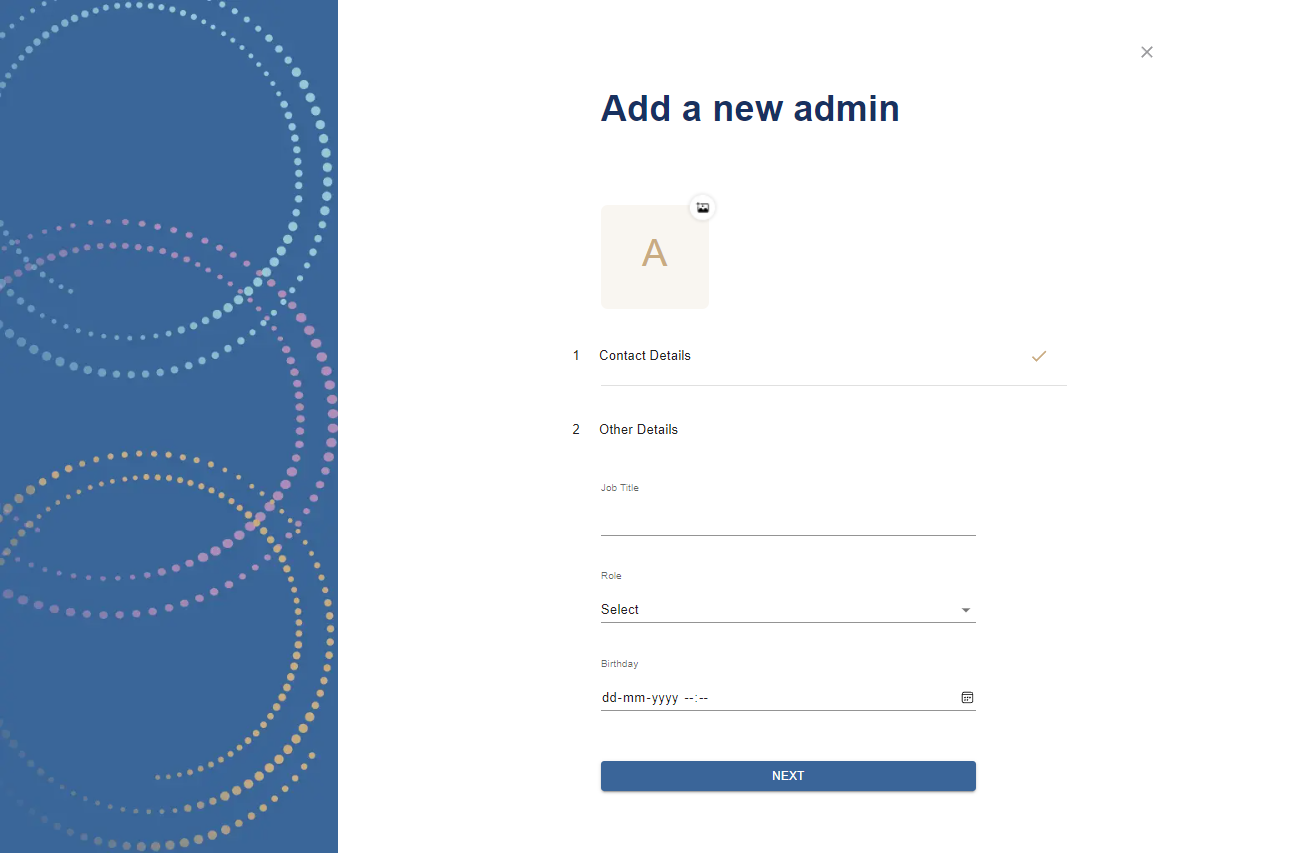 Add a new admin
A
1 Contact Details
2 Other Details
Job Title
Role
Select
Birthday
dd-mm-yyyy --:--
NEXT